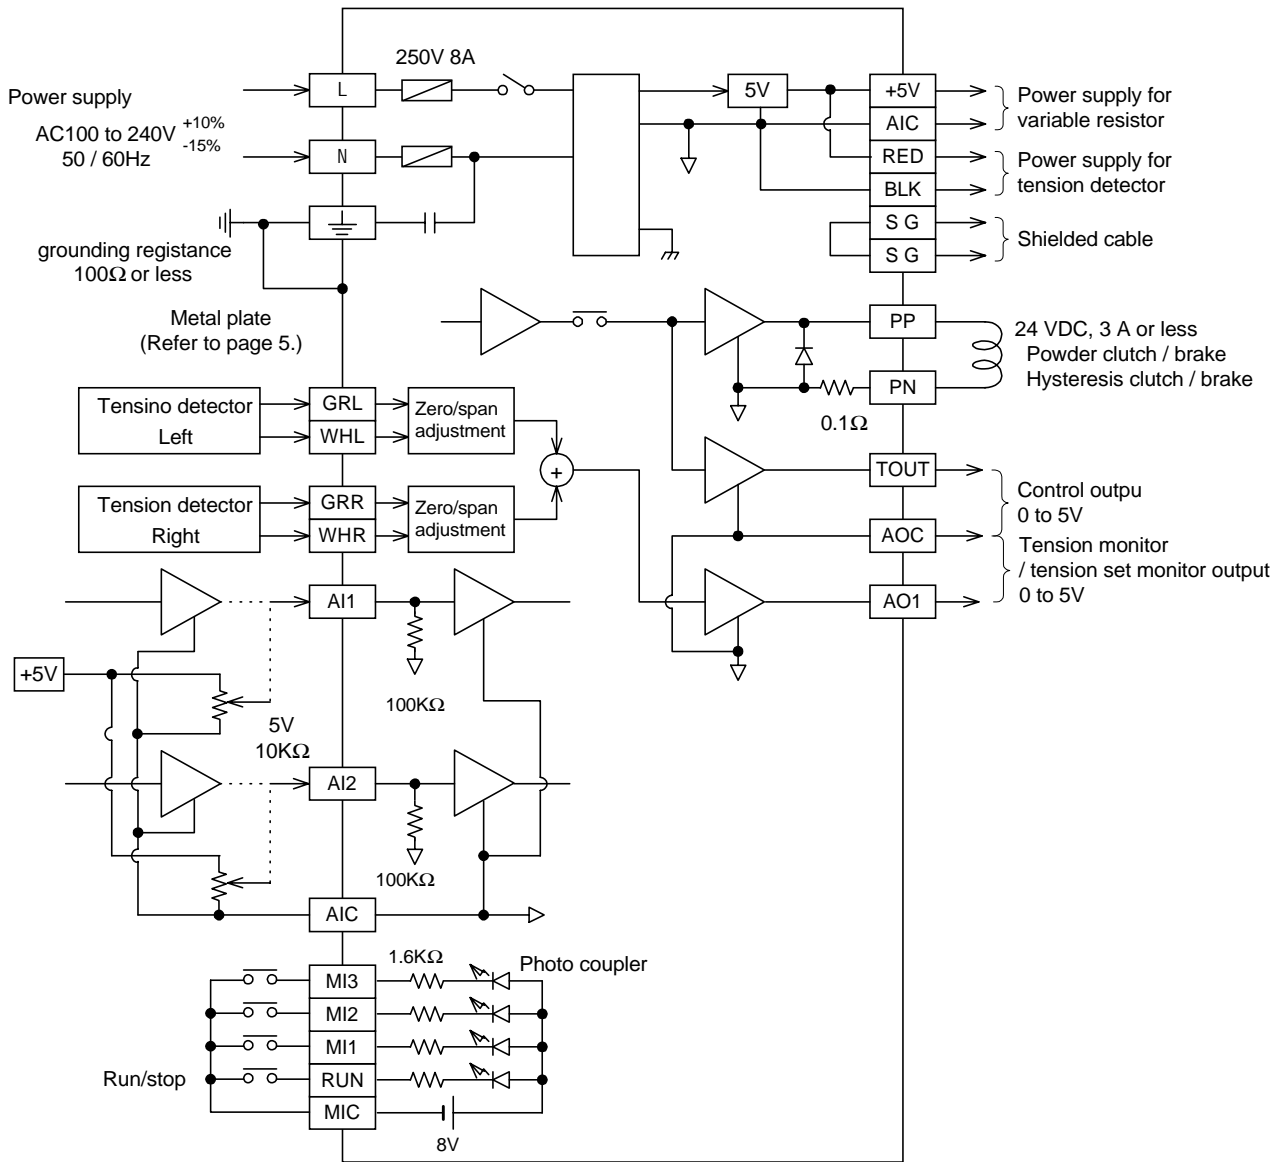 250V 8A
L
5V
+5V
Power supply
AC100 to 240V +10%
-15%
50 / 60Hz
N
AIC
RED
BLK
S G
S G
Power supply for
variable resistor
Power supply for
tension detector
Shielded cable
grounding registance
100Ω or less
Metal plate
(Refer to page 5.)
PP
PN
24 VDC, 3 A or less
Powder clutch / brake
Hysteresis clutch / brake
0.1Ω
Tensino detector
Left
GRL
WHL
Zero/span
adjustment
+
Tension detector
Right
GRR
WHR
Zero/span
adjustment
TOUT
AOC
AO1
Control outpu
0 to 5V
Tension monitor
/ tension set monitor output
0 to 5V
AI1
+5V
100KΩ
5V
10KΩ
AI2
100KΩ
AIC
1.6KΩ
Photo coupler
MI3
MI2
MI1
Run/stop
RUN
MIC
8V